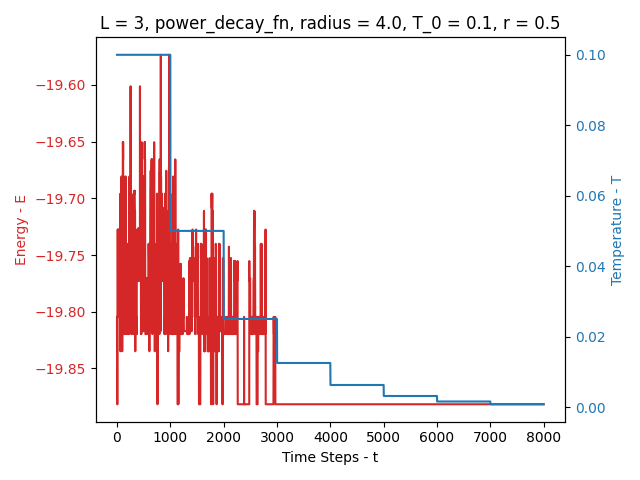 L = 3, power_decay_fn, radius = 4.0, T_0 = 0.1, r = 0.5
Energy - E
−19.60
−19.65
−19.70
−19.75
−19.80
−19.85
0.10
0.08
0.06
0.04
0.02
0.00
Temperature - T
0 1000 2000 3000 4000 5000 6000 7000 8000
Time Steps - t